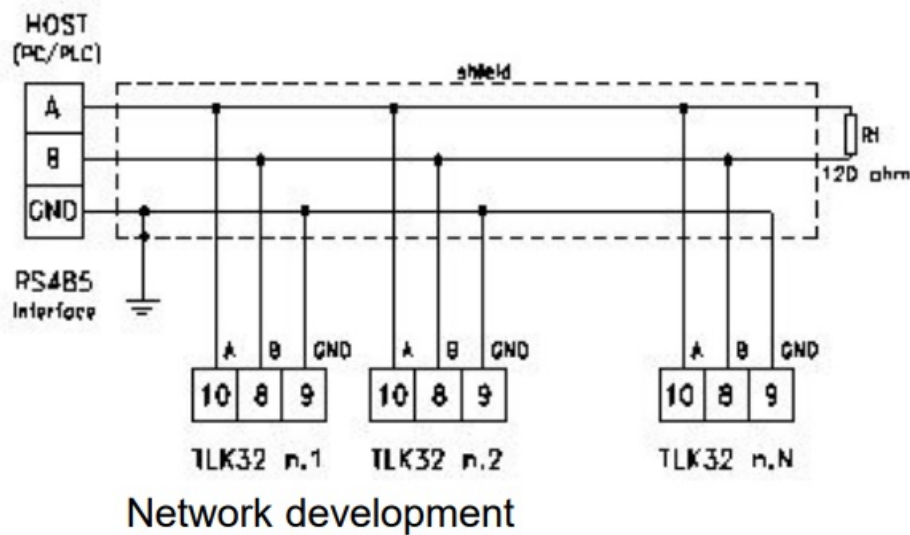 HOST
(PC/PLC)
shield
A
B
GND
Rt
120 ohm
RS485
Interface
A B GND
10 8 9
A B GND
10 8 9
A B GND
10 8 9
TLK32 n.1
TLK32 n.2
TLK32 n.N
Network development